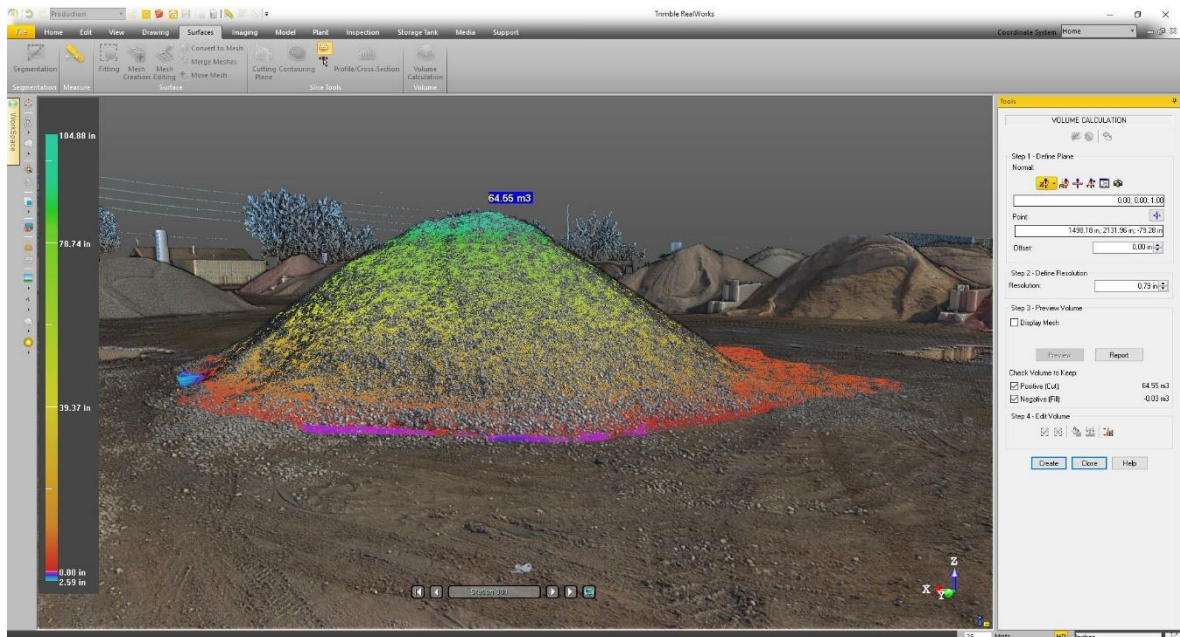 Production
Trimble RealWorks
File Home Edit View Drawing Surfaces Imaging Model Plant Inspection Storage Tank Media Support
Coordinate System Home
Convert to Mesh
Merge Meshes
Move Mesh
Segmentation Fitting Mesh Creation Mesh Editing Cutting Plane Contouring Profile/Cross-Section Volume Calculation
Segmentation Measure Surface Slice Tools Volume
WorkSpace
104.88 in
78.74 in
39.37 in
0.00 in
2.59 in
64.55 m3
Station 001
X Y Z
Tools
VOLUME CALCULATION
Step 1 - Define Plane
Normal:
0.00; 0.00; 1.00
Point:
1498.18 in; 2131.96 in; -79.28 in
Offset: 0.00 in
Step 2 - Define Resolution
Resolution: 0.79 in
Step 3 - Preview Volume
Display Mesh
Preview Report
Check Volume to Keep:
Positive (Cut): 64.55 m3
Negative (Fill): -0.03 m3
Step 4 - Edit Volume
Create Close Help